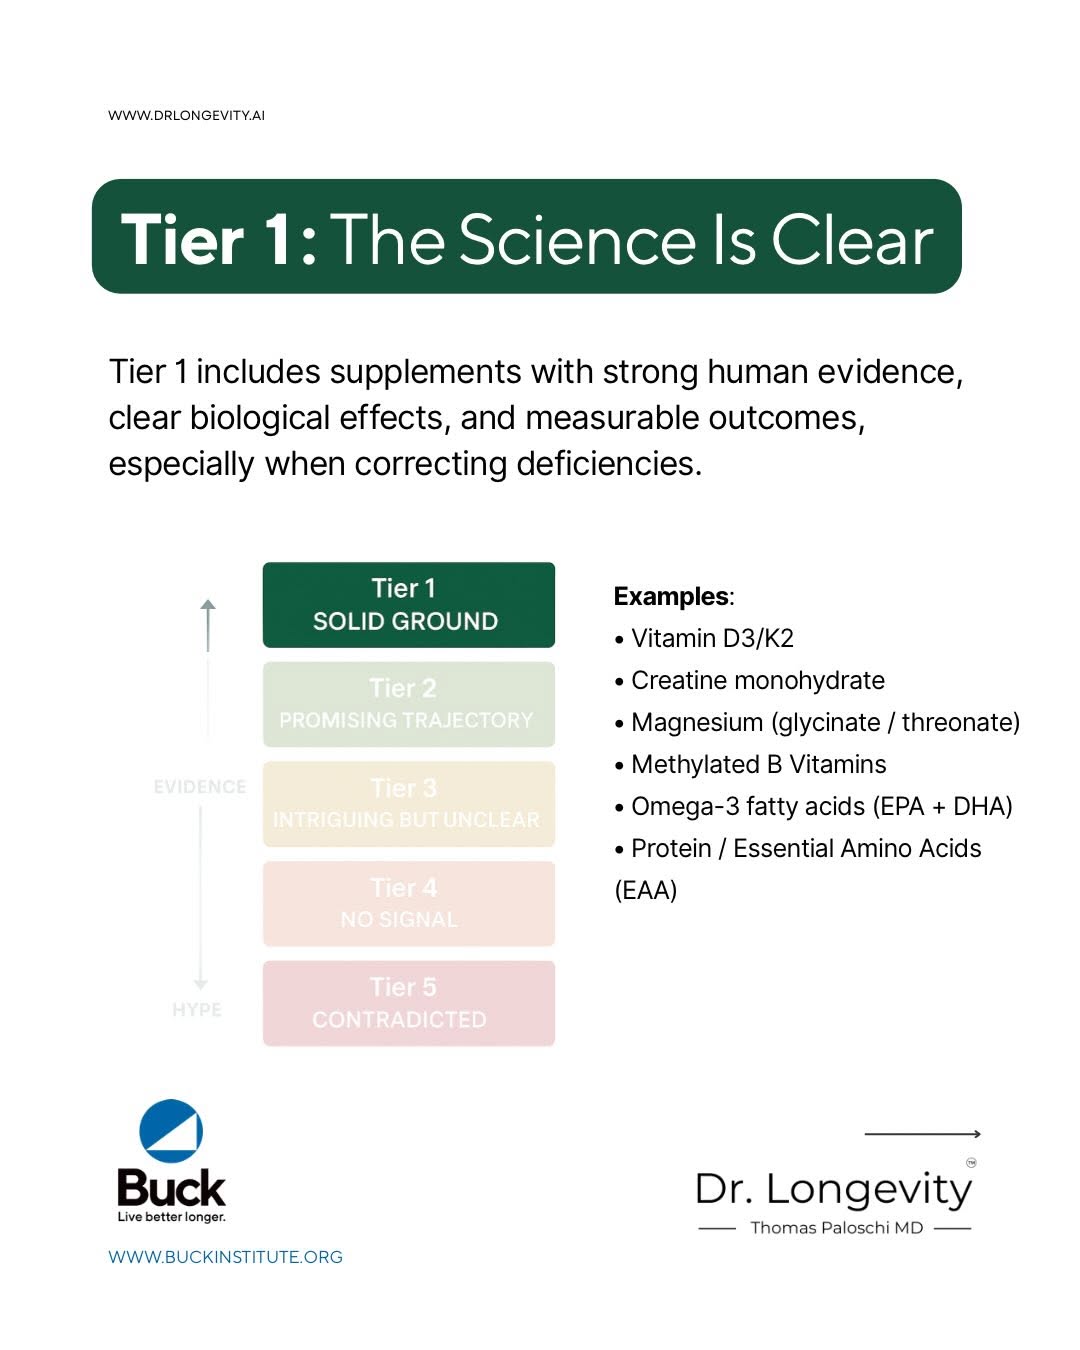 WWW.DRLONGEVITY.AI
Tier 1: The Science Is Clear
Tier 1 includes supplements with strong human evidence,
clear biological effects, and measurable outcomes,
especially when correcting deficiencies.
Tier 1
SOLID GROUND
Tier 2
PROMISING TRAJECTORY
EVIDENCE
Tier 3
INTRIGUING BUT UNCLEAR
Tier 4
NO SIGNAL
Tier 5
CONTRADICTED
HYPE
Examples:
• Vitamin D3/K2
• Creatine monohydrate
• Magnesium (glycinate / threonate)
• Methylated B Vitamins
• Omega-3 fatty acids (EPA + DHA)
• Protein / Essential Amino Acids
(EAA)
Buck
Live better longer.
WWW.BUCKINSTITUTE.ORG
Dr. Longevity™
Thomas Paloschi MD